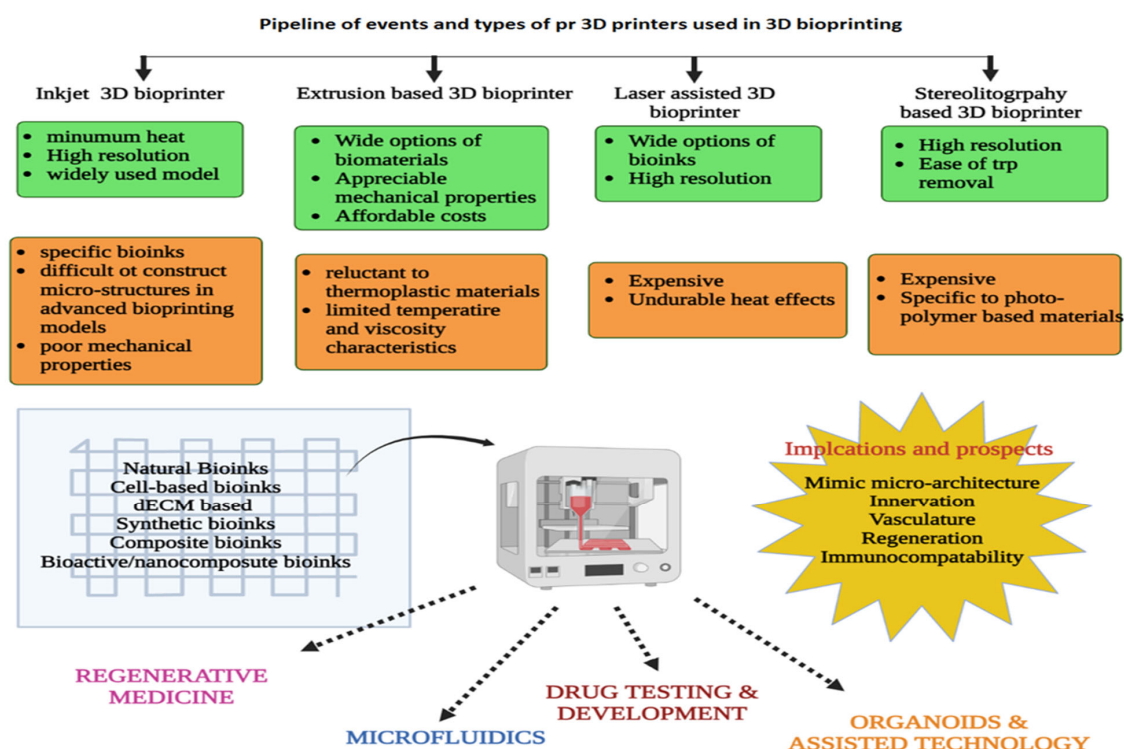 Pipeline of events and types of pr 3D printers used in 3D bioprinting
Inkjet 3D bioprinter
minumum heat
High resolution
widely used model
specific bioinks
difficult ot construct
micro-structures in
advanced bioprinting
models
poor mechanical
properties
Extrusion based 3D bioprinter
Wide options of
biomaterials
Appreciable
mechanical properties
Affordable costs
reluctant to
thermoplastic materials
limited temperatire
and viscosity
characteristics
Laser assisted 3D
bioprinter
Wide options of
bioinks
High resolution
Expensive
Undurable heat effects
Stereolitogrpahy
based 3D bioprinter
High resolution
Ease of trp
removal
Expensive
Specific to photo-
polymer based materials
Natural Bioinks
Cell-based bioinks
dECM based
Synthetic bioinks
Composite bioinks
Bioactive/nanocomposute bioinks
Implcations and prospects
Mimic micro-architecture
Innervation
Vasculature
Regeneration
Immunocompatability
REGENERATIVE
MEDICINE
MICROFLUIDICS
DRUG TESTING &
DEVELOPMENT
ORGANOIDS &
ASSISTED TECHNOLOGY